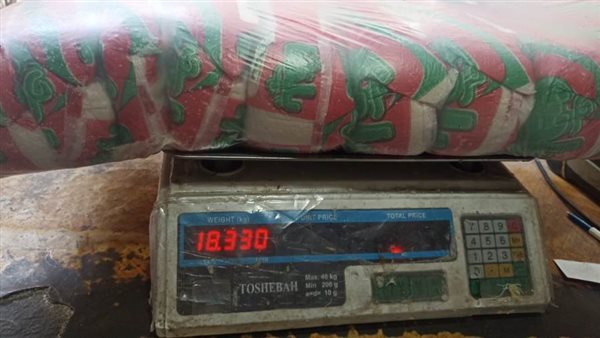 WEIGHT (kg) UNIT PRICE TOTAL PRICE
18.330
TOSHEBAH
Max: 40 kg
Min 200 g
e=d= 10 g
7 8 9
4 5 6
1 2 3
0